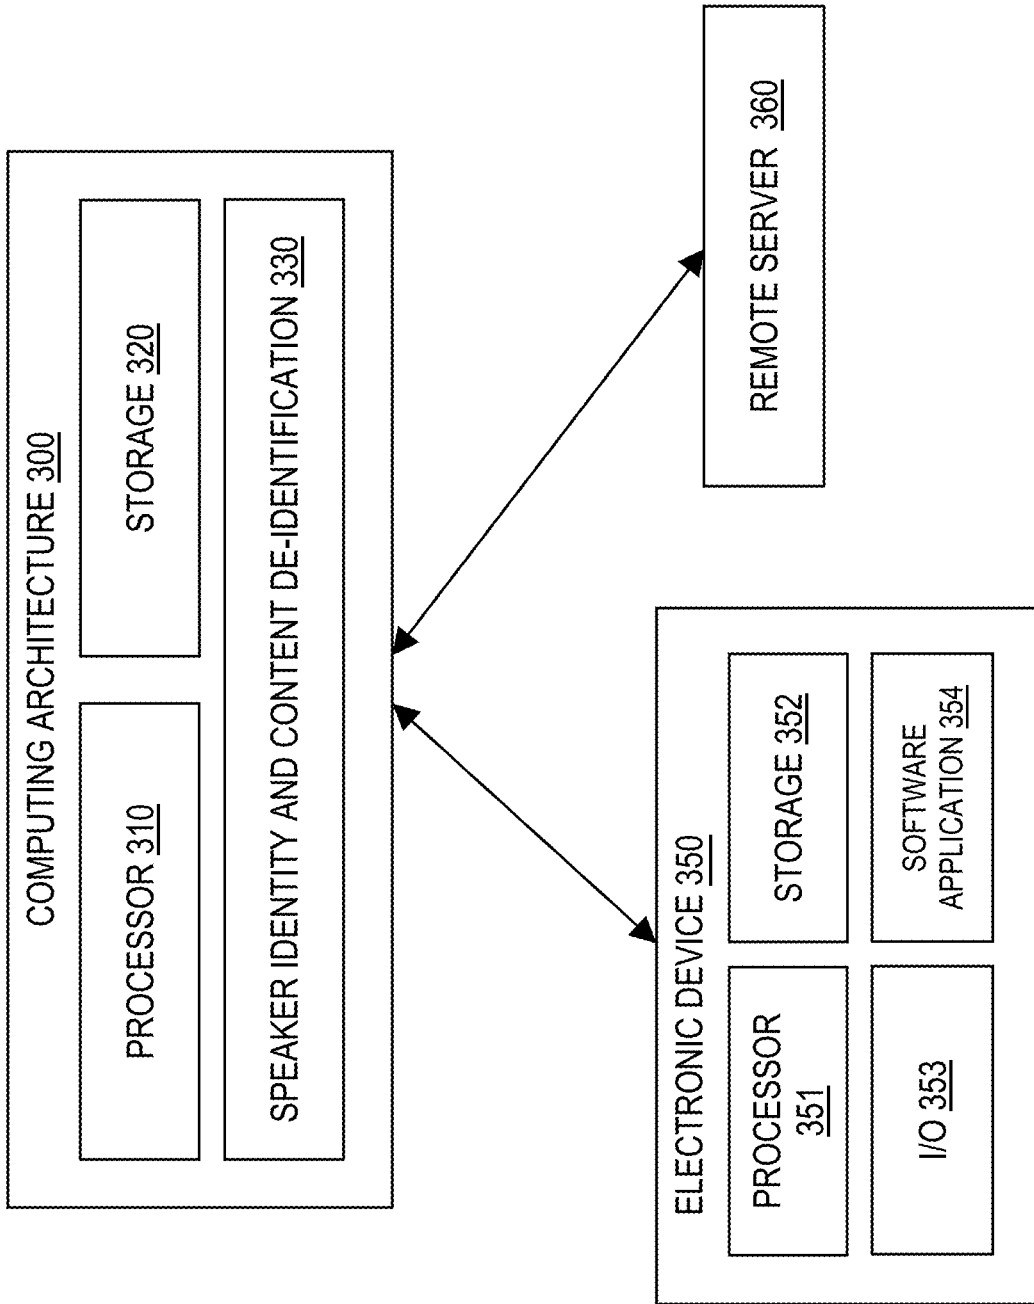 COMPUTING ARCHITECTURE 300
PROCESSOR 310
STORAGE 320
SPEAKER IDENTITY AND CONTENT DE-IDENTIFICATION 330
ELECTRONIC DEVICE 350
PROCESSOR
351
STORAGE 352
I/O 353
SOFTWARE
APPLICATION 354
REMOTE SERVER 360